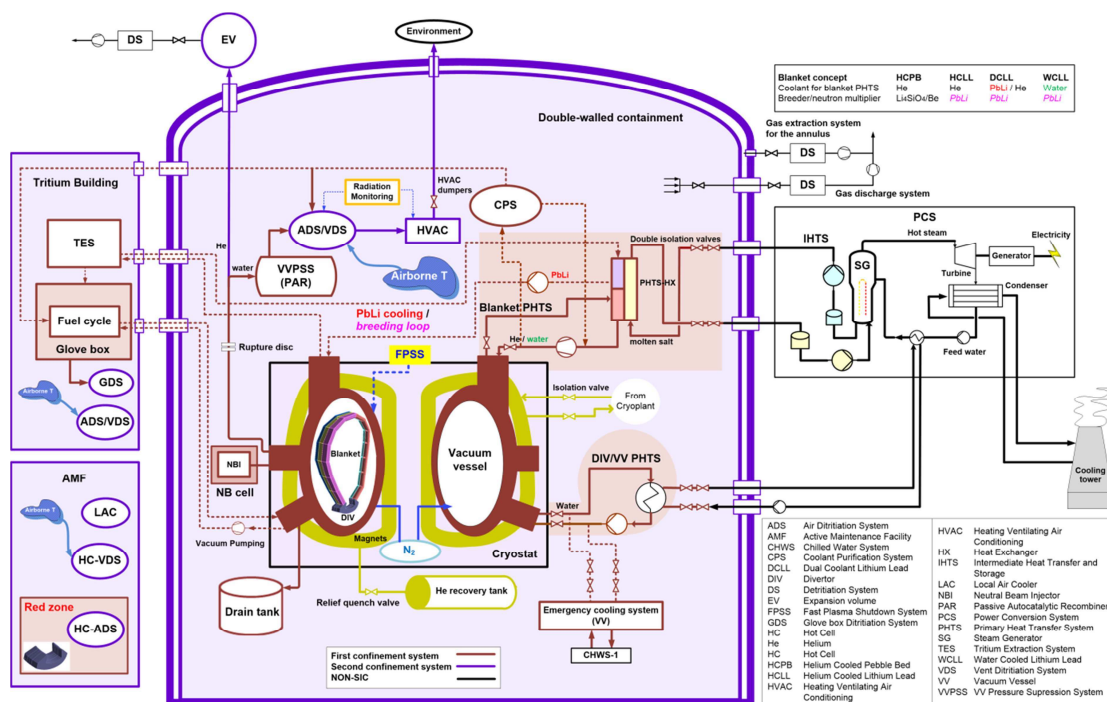 EV
DS
Environment
Double-walled containment
Blanket concept HCPB HCLL DCLL WCLL
Coolant for blanket PHTS He He PbLi / He Water
Breeder/neutron multiplier Li4SiO4/Be PbLi PbLi PbLi
Gas extraction system
for the annulus
DS
DS
Gas discharge system
Tritium Building
TES
Fuel cycle
Glove box
GDS
Airborne T
ADS/VDS
AMF
Airborne T
LAC
HC-VDS
Red zone
HC-ADS
Radiation
Monitoring
HVAC
dumpers
ADS/VDS
HVAC
CPS
He
water
VVPSS
(PAR)
Airborne T
PbLi
Double isolation valves
PHTS-HX
Blanket PHTS
PbLi cooling /
breeding loop
He / water
molten salt
Rupture disc
FPSS
Isolation valve
From
Cryoplant
NBI
NB cell
Blanket
DIV
Vacuum
vessel
DIV/VV PHTS
Water
Magnets
N2
Cryostat
Vacuum Pumping
Drain tank
Relief quench valve
He recovery tank
Emergency cooling system
(VV)
CHWS-1
First confinement system
Second confinement system
NON-SIC
PCS
Hot steam
IHTS
SG
Electricity
Generator
Turbine
Condenser
Feed water
Cooling
tower
ADS Air Ditritiation System
AMF Active Maintenance Facility
CHWS Chilled Water System
CPS Coolant Purification System
DCLL Dual Coolant Lithium Lead
DIV Divertor
DS Detritiation System
EV Expansion volume
FPSS Fast Plasma Shutdown System
GDS Glove box Ditritiation System
HC Hot Cell
He Helium
HC Hot Cell
HCPB Helium Cooled Pebble Bed
HCLL Helium Cooled Lithium Lead
HVAC Heating Ventilating Air
Conditioning
HVAC Heating Ventilating Air
Conditioning
HX Heat Exchanger
IHTS Intermediate Heat Transfer and
Storage
LAC Local Air Cooler
NBI Neutral Beam Injector
PAR Passive Autocatalytic Recombiner
PCS Power Conversion System
PHTS Primary Heat Transfer System
SG Steam Generator
TES Tritium Extraction System
WCLL Water Cooled Lithium Lead
VDS Vent Ditritiation System
VV Vacuum Vessel
VVPSS VV Pressure Supression System